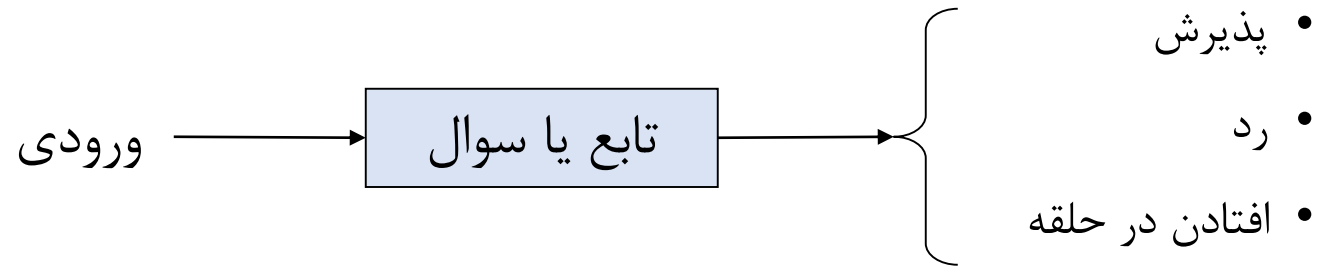 ورودی
تابع یا سوال
• پذیرش
• رد
• افتادن در حلقه